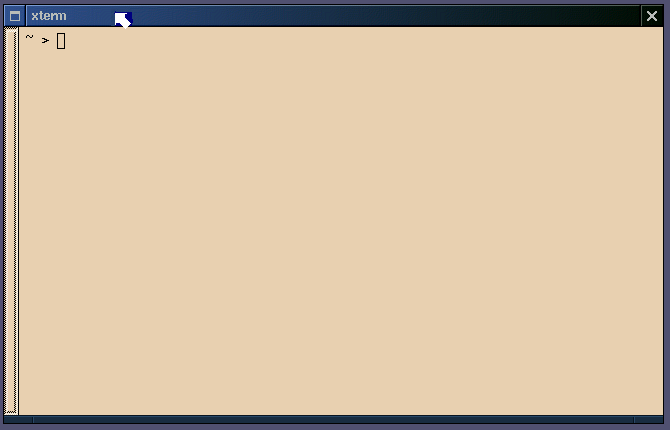 xterm
~ >